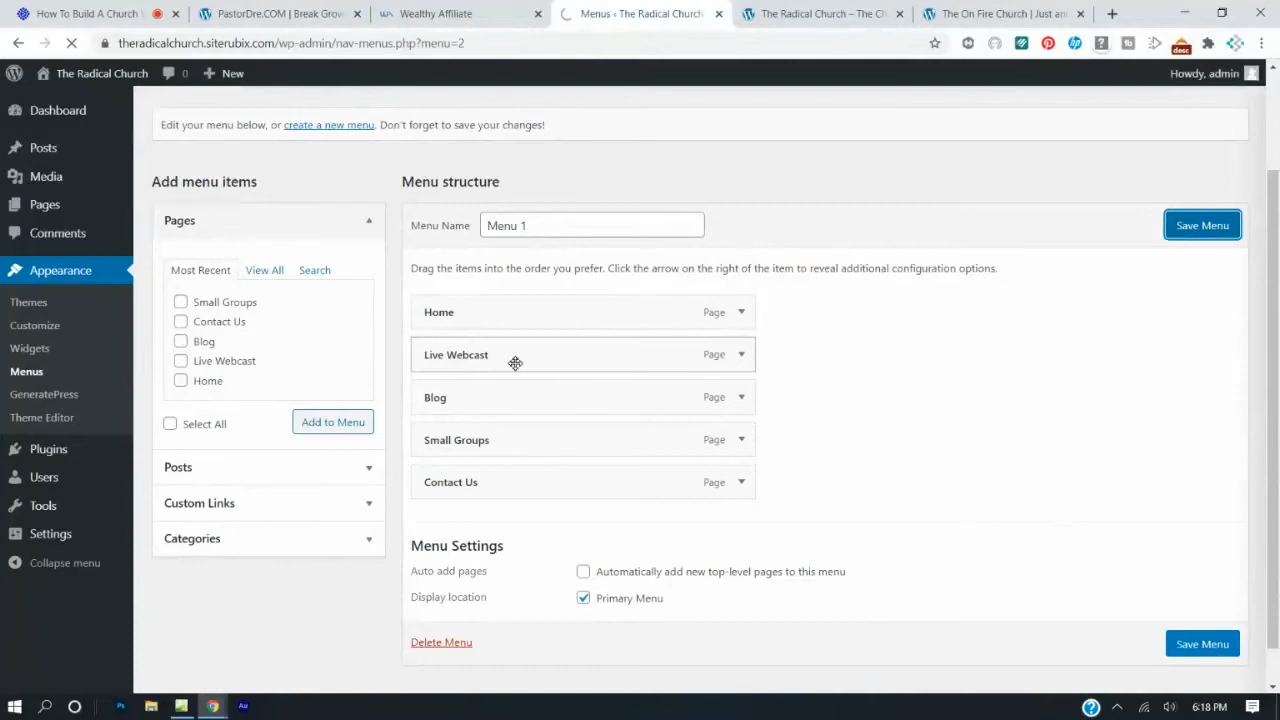 How To Build A Church
PastorDre.COM | Break Grow
Wealthy Affiliate
Menus ‹ The Radical Church
The Radical – The Ch
The On Fire Church | Just an
theradicalchurch.siterubix.com/wp-admin/nav-menus.php?menu=2
desc
The Radical Church
0
New
Howdy, admin
Dashboard
Posts
Media
Pages
Comments
Appearance
Themes
Customize
Widgets
Menus
GeneratePress
Theme Editor
Plugins
Users
Tools
Settings
Collapse menu
Edit your menu below, or create a new menu. Don't forget to save your changes!
Add menu items
Pages
Most Recent
View All
Search
Small Groups
Contact Us
Blog
Live Webcast
Home
Select All
Add to Menu
Posts
Custom Links
Categories
Menu structure
Menu Name
Menu 1
Save Menu
Drag the items into the order you prefer. Click the arrow on the right of the item to reveal additional configuration options.
Home
Page
Live Webcast
Page
Blog
Page
Small Groups
Page
Contact Us
Page
Menu Settings
Auto add pages
Automatically add new top-level pages to this menu
Display location
Primary Menu
Delete Menu
Save Menu
Ps
Au
6:18 PM